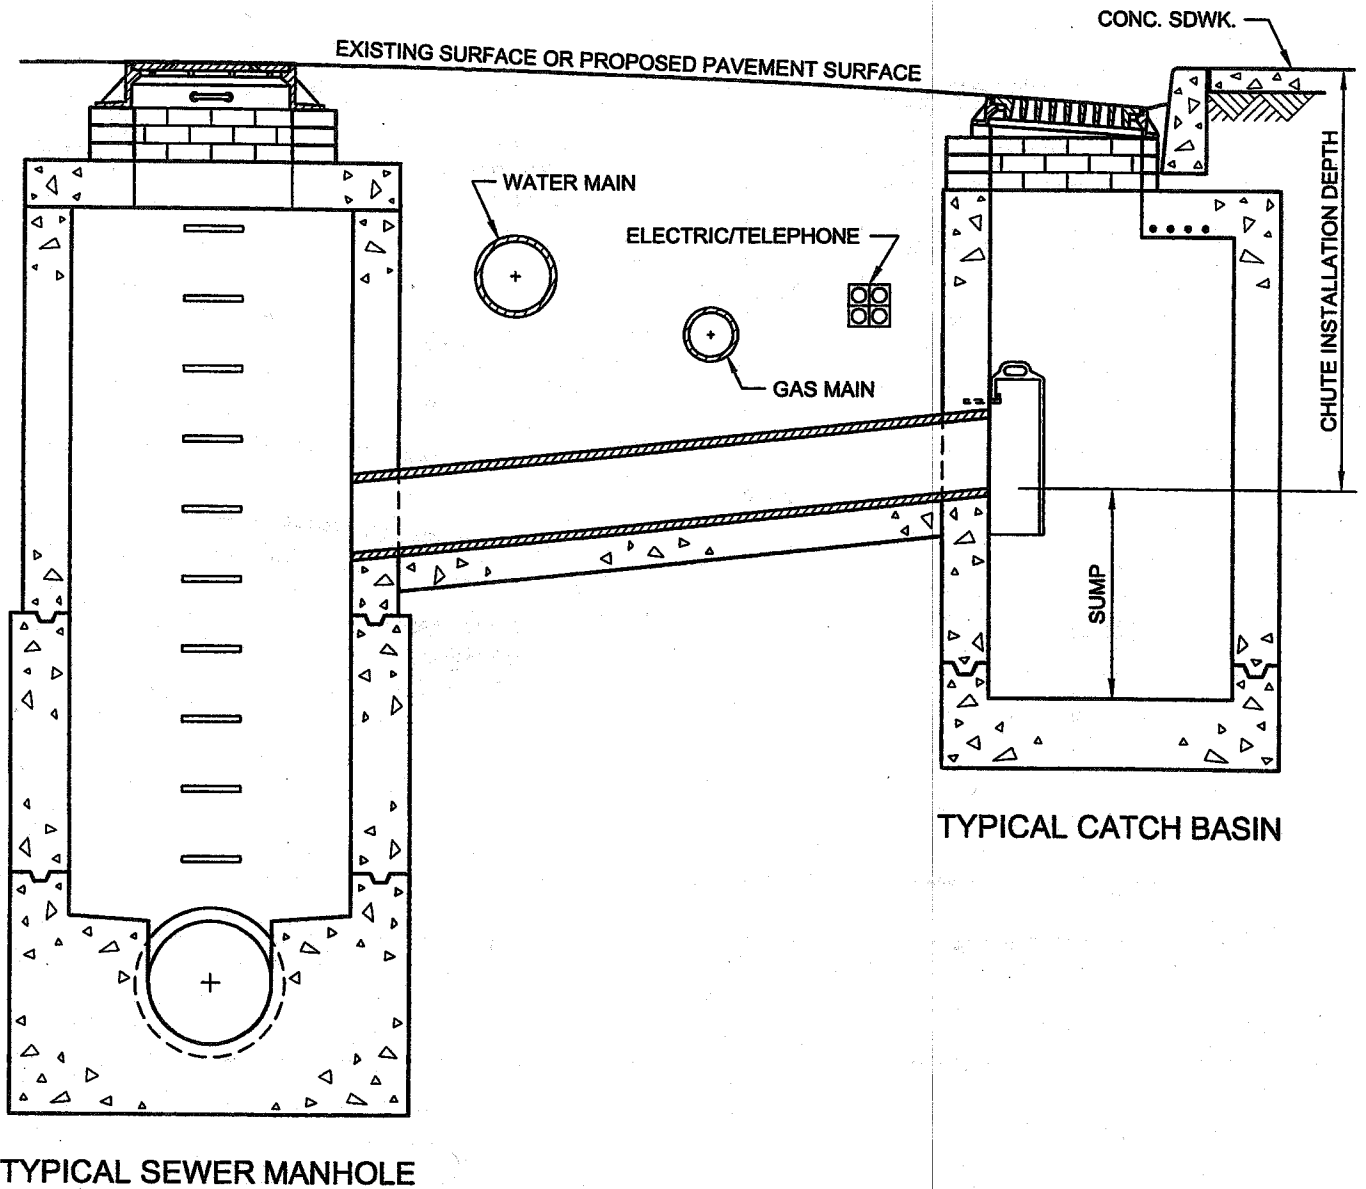 CONC. SDWK.
EXISTING SURFACE OR PROPOSED PAVEMENT SURFACE
WATER MAIN
ELECTRIC/TELEPHONE
GAS MAIN
CHUTE INSTALLATION DEPTH
SUMP
TYPICAL CATCH BASIN
TYPICAL SEWER MANHOLE